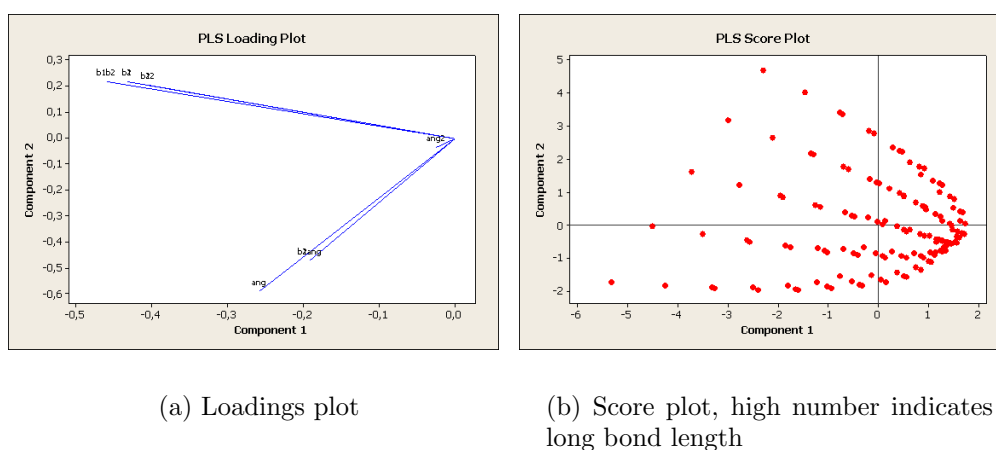 PLS Loading Plot
0,3
0,2
0,1
0,0
-0,1
-0,2
-0,3
-0,4
-0,5
-0,6
Component 2
b1b2
ang2
ang
-0,5
-0,4
-0,3
-0,2
-0,1
0,0
Component 1
PLS Score Plot
5
4
3
2
1
0
-1
-2
Component 2
-6
-5
-4
-3
-2
-1
0
1
2
Component 1
(a) Loadings plot
(b) Score plot, high number indicates
long bond length